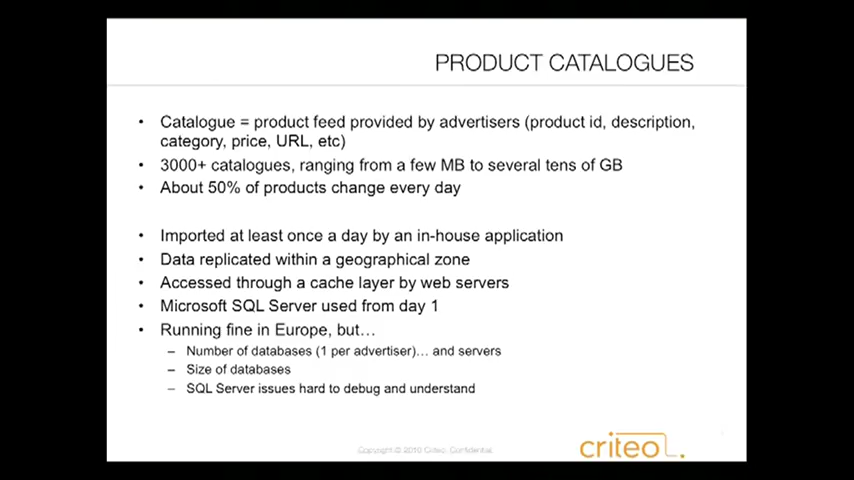 PRODUCT CATALOGUES
• Catalogue = product feed provided by advertisers (product id, description,
category, price, URL, etc)
• 3000+ catalogues, ranging from a few MB to several tens of GB
• About 50% of products change every day
• Imported at least once a day by an in-house application
• Data replicated within a geographical zone
• Accessed through a cache layer by web servers
• Microsoft SQL Server used from day 1
• Running fine in Europe, but…
– Number of databases (1 per advertiser)… and servers
– Size of databases
– SQL Server issues hard to debug and understand
Copyright © 2010 Criteo. Confidential.
criteo